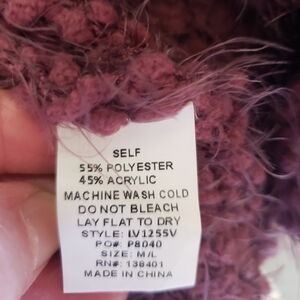 SELF
55% POLYESTER
45% ACRYLIC
MACHINE WASH COLD
DO NOT BLEACH
LAY FLAT TO DRY
STYLE: LV1255V
PO#: P8040
SIZE: M/L
RN#: 138401
MADE IN CHINA